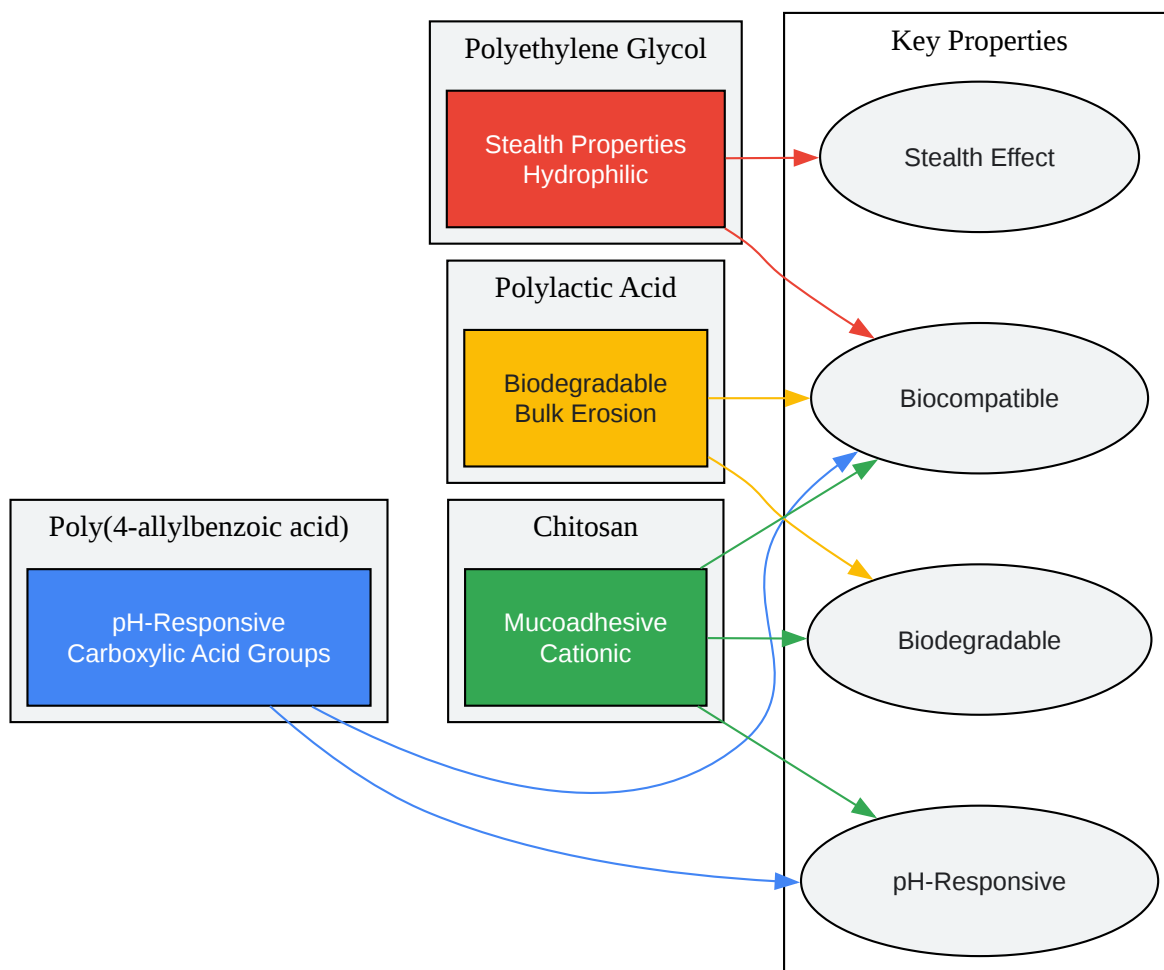 Polyethylene Glycol
Stealth Properties
Hydrophilic
Polylactic Acid
Biodegradable
Bulk Erosion
Poly(4-allylbenzoic acid)
pH-Responsive
Carboxylic Acid Groups
Chitosan
Mucoadhesive
Cationic
Key Properties
Stealth Effect
Biocompatible
Biodegradable
pH-Responsive